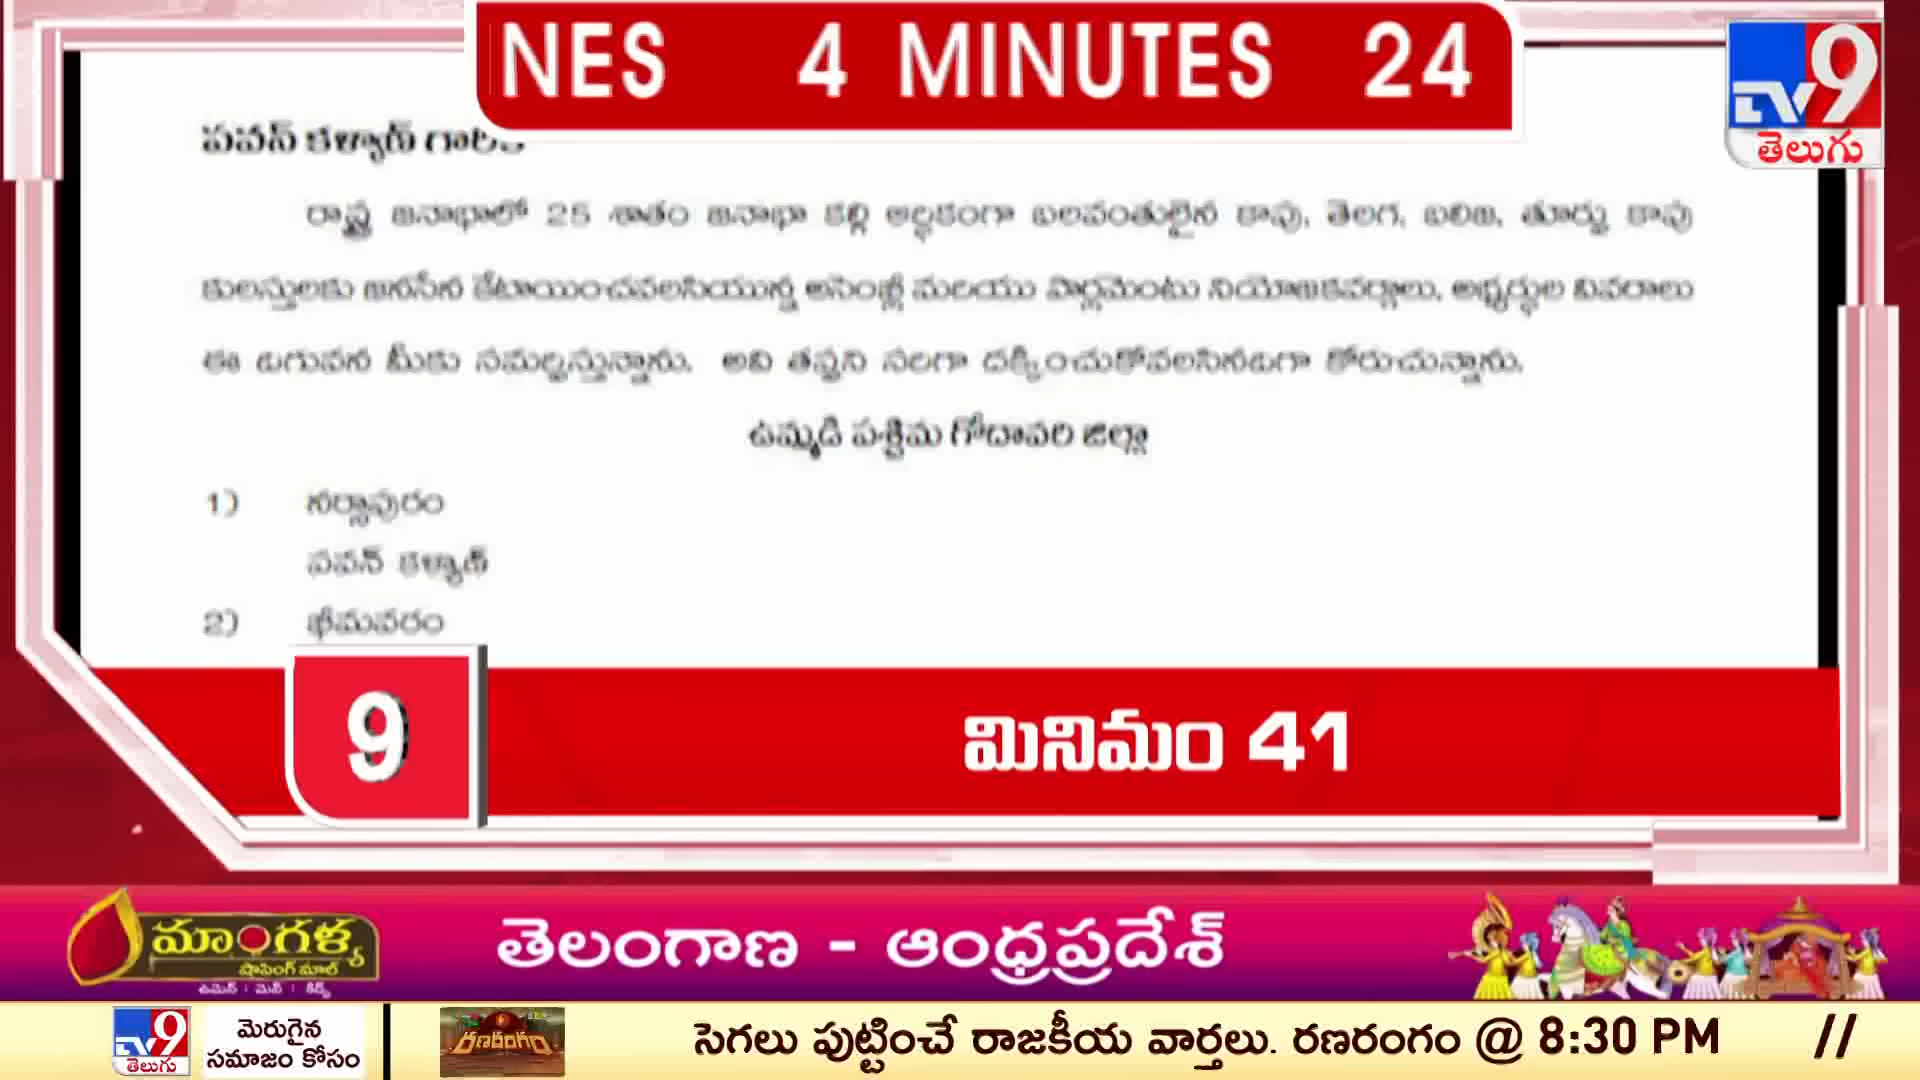 NES 4 MINUTES 24
TV9
తెలుగు
పవన్ కళ్యాణ్
రాష్ట్ర జనాభాలో 25 శాతం జనాభా కల్గి అత్యధికంగా బలవంతులైన కాపు, తెలగ, బలిజ, తూర్పు కాపు
కులస్తులకు జనసేన కేటాయించవలసియున్న అసెంబ్లీ మరియు పార్లమెంటు నియోజకవర్గాలు, అభ్యర్థుల వివరాలు
ఈ దిగువన మీకు సమర్పిస్తున్నాను. అవి తప్పని సరిగా దక్కించుకోవలసినదిగా కోరుచున్నాను.
ఉమ్మడి పశ్చిమ గోదావరి జిల్లా
1) నర్సాపురం
పవన్ కళ్యాణ్
2) భీమవరం
9 మినిమం 41
మాంగళ్య
షాపింగ్ మాల్
ఉమెన్ : మెన్ : కిడ్స్
తెలంగాణ - ఆంధ్రప్రదేశ్
TV9
తెలుగు
మెరుగైన
సమాజం కోసం
రణరంగం
సెగలు పుట్టించే రాజకీయ వార్తలు. రణరంగం @ 8:30 PM //